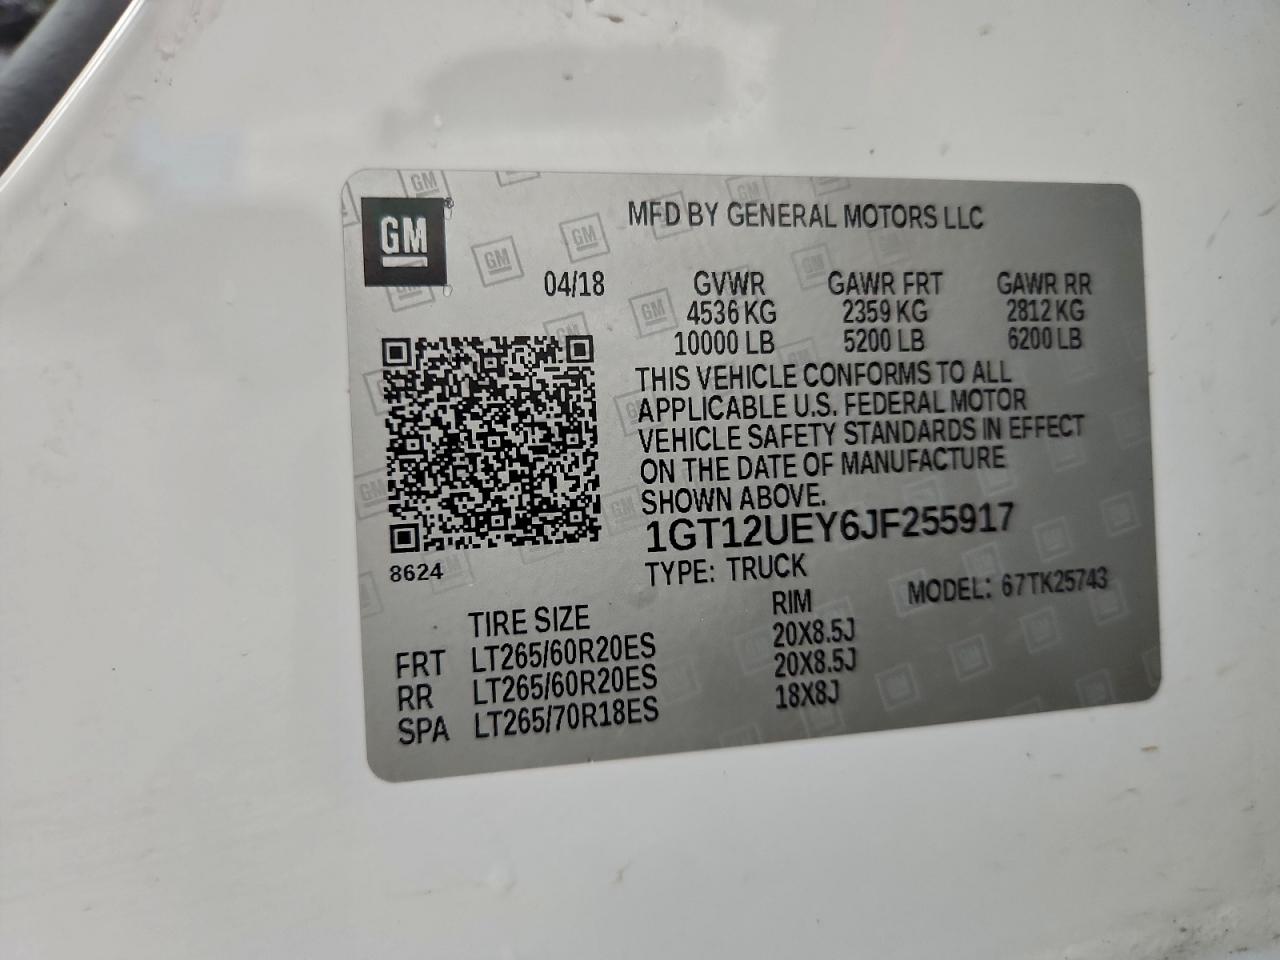 GM
MFD BY GENERAL MOTORS LLC
04/18 GVWR GAWR FRT GAWR RR
4536 KG 2359 KG 2812 KG
10000 LB 5200 LB 6200 LB
THIS VEHICLE CONFORMS TO ALL
APPLICABLE U.S. FEDERAL MOTOR
VEHICLE SAFETY STANDARDS IN EFFECT
ON THE DATE OF MANUFACTURE
SHOWN ABOVE.
1GT12UEY6JF255917
8624
TYPE: TRUCK MODEL: 67TK25743
TIRE SIZE RIM
FRT LT265/60R20ES 20X8.5J
RR LT265/60R20ES 20X8.5J
SPA LT265/70R18ES 18X8J